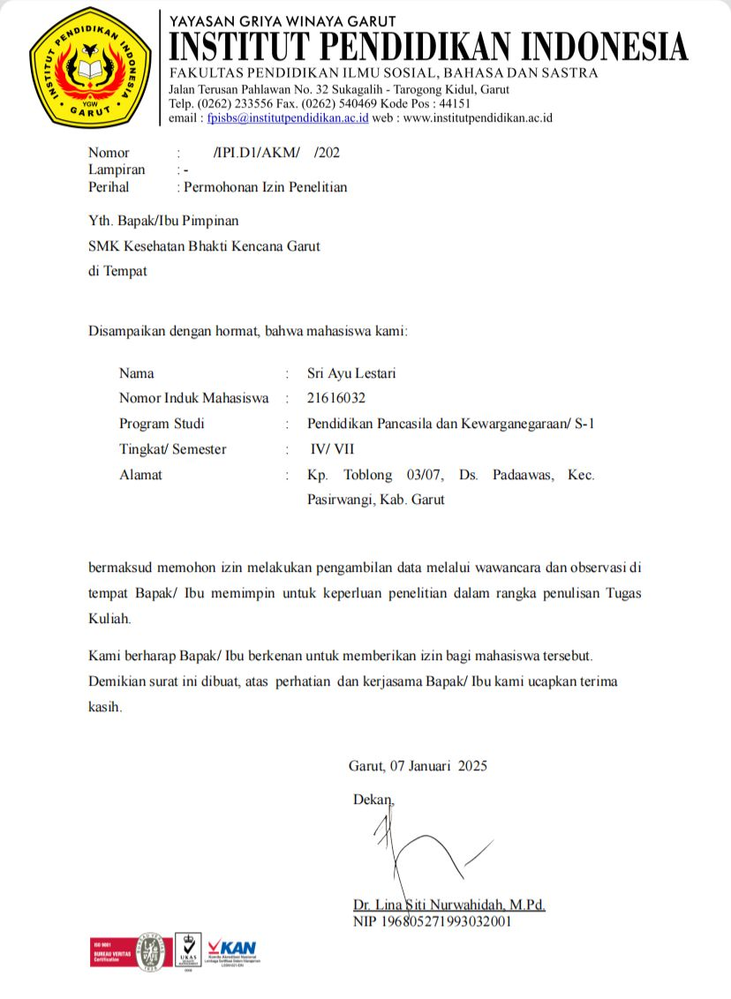 INSTITUT PENDIDIKAN INDONESIA
YGW
GARUT
YAYASAN GRIYA WINAYA GARUT
INSTITUT PENDIDIKAN INDONESIA
FAKULTAS PENDIDIKAN ILMU SOSIAL, BAHASA DAN SASTRA
Jalan Terusan Pahlawan No. 32 Sukagalih - Tarogong Kidul, Garut
Telp. (0262) 233556 Fax. (0262) 540469 Kode Pos : 44151
email : fpisbs@institutpendidikan.ac.id web : www.institutpendidikan.ac.id
Nomor : /IPI.D1/AKM/ /202
Lampiran : -
Perihal : Permohonan Izin Penelitian
Yth. Bapak/Ibu Pimpinan
SMK Kesehatan Bhakti Kencana Garut
di Tempat
Disampaikan dengan hormat, bahwa mahasiswa kami:
Nama : Sri Ayu Lestari
Nomor Induk Mahasiswa : 21616032
Program Studi : Pendidikan Pancasila dan Kewarganegaraan/ S-1
Tingkat/ Semester : IV/ VII
Alamat : Kp. Toblong 03/07, Ds. Padaawas, Kec.
Pasirwangi, Kab. Garut
bermaksud memohon izin melakukan pengambilan data melalui wawancara dan observasi di
tempat Bapak/ Ibu memimpin untuk keperluan penelitian dalam rangka penulisan Tugas
Kuliah.
Kami berharap Bapak/ Ibu berkenan untuk memberikan izin bagi mahasiswa tersebut.
Demikian surat ini dibuat, atas perhatian dan kerjasama Bapak/ Ibu kami ucapkan terima
kasih.
Garut, 07 Januari 2025
Dekan,
Dr. Lina Siti Nurwahidah, M.Pd.
NIP 196805271993032001
ISO 9001
BUREAU VERITAS
Certification
UKAS
KAN
Komite Akreditasi Nasional